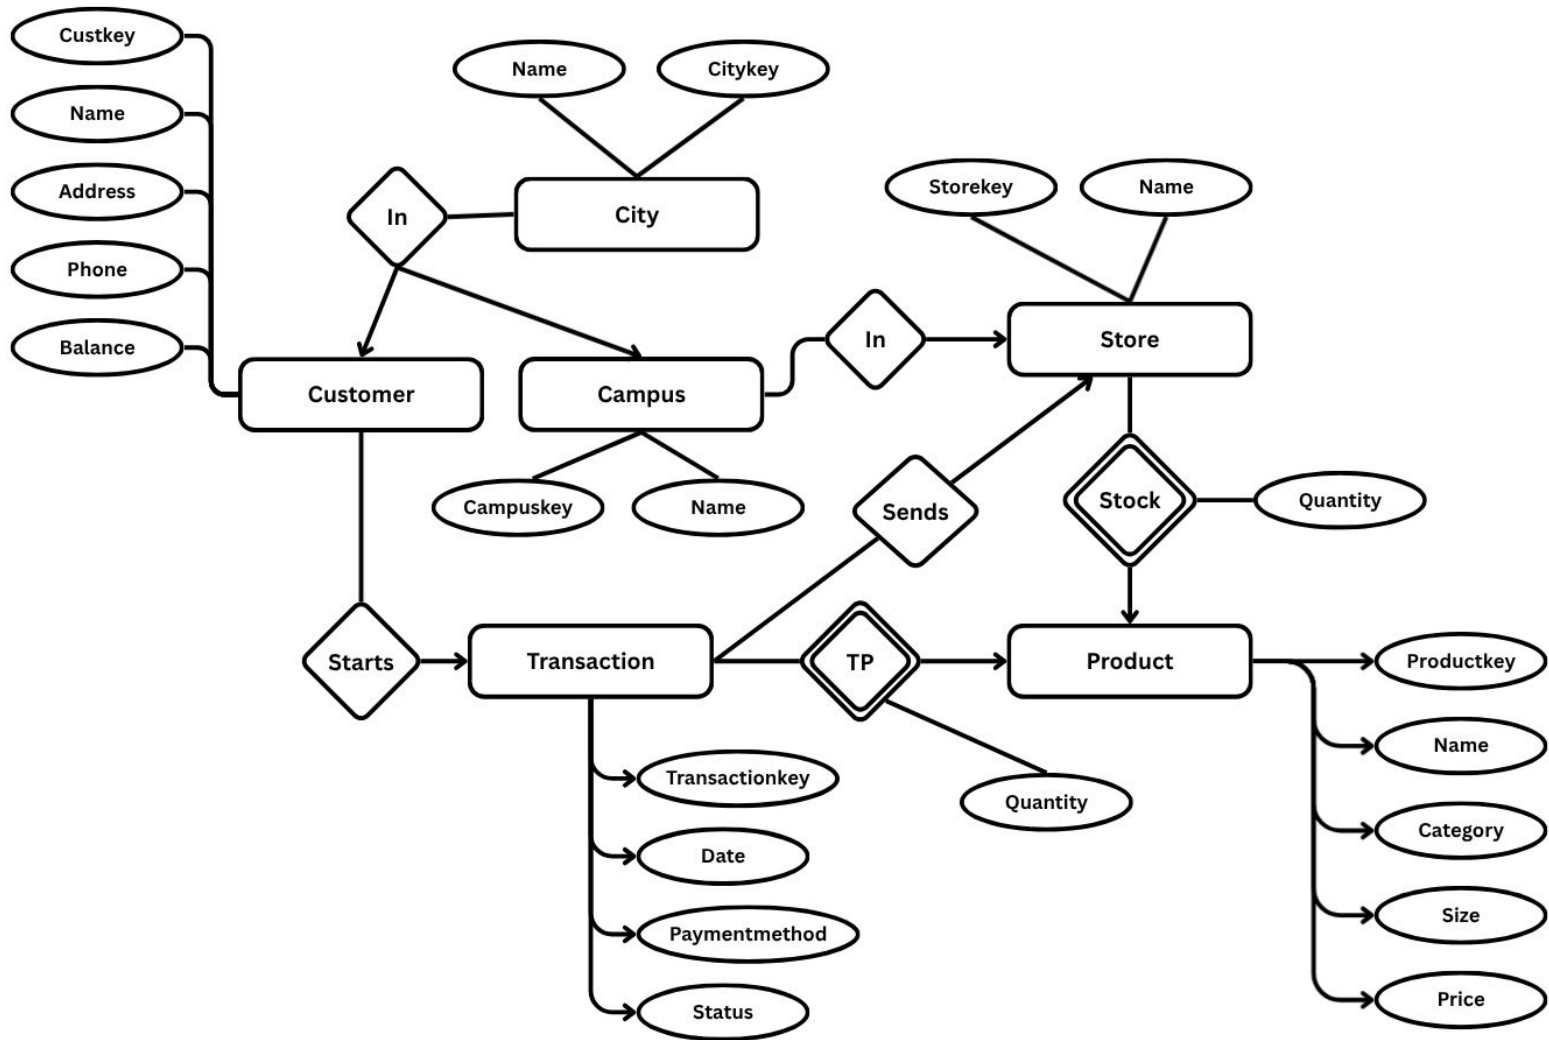 Custkey
Name
Address
Phone
Balance
Name
Citykey
In
City
Storekey
Name
Customer
Campus
In
Store
Campuskey
Name
Sends
Stock
Quantity
Starts
Transaction
TP
Product
Productkey
Name
Category
Size
Price
Quantity
Transactionkey
Date
Paymentmethod
Status